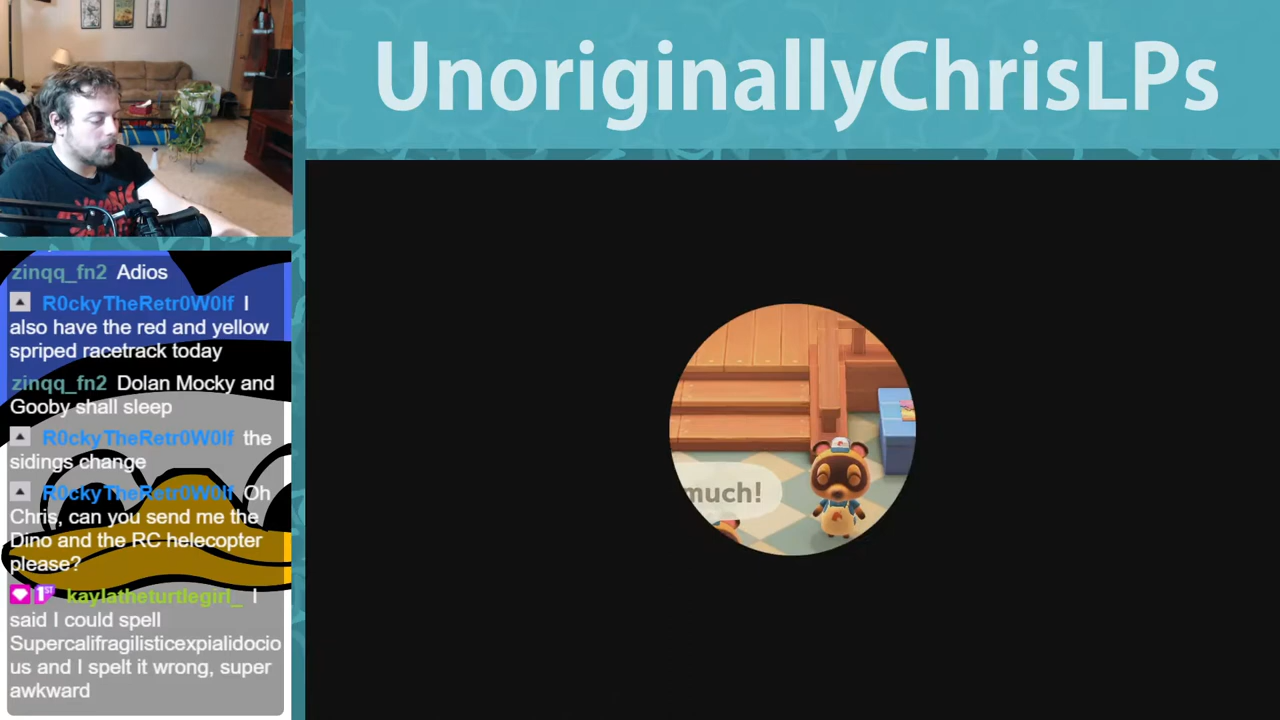 UnoriginallyChrisLPs
zinqq_fn2 Adios
R0ckyTheRetr0W0lf I
also have the red and yellow
spriped racetrack today
zinqq_fn2 Dolan Mocky and
Gooby shall sleep
R0ckyTheRetr0W0lf the
sidings change
R0ckyTheRetr0W0lf Oh
Chris, can you send me the
Dino and the RC helecopter
please?
1ST kaylatheturtlegirl_ I
said I could spell
Supercalifragilisticexpialidocio
us and I spelt it wrong, super
awkward
much!